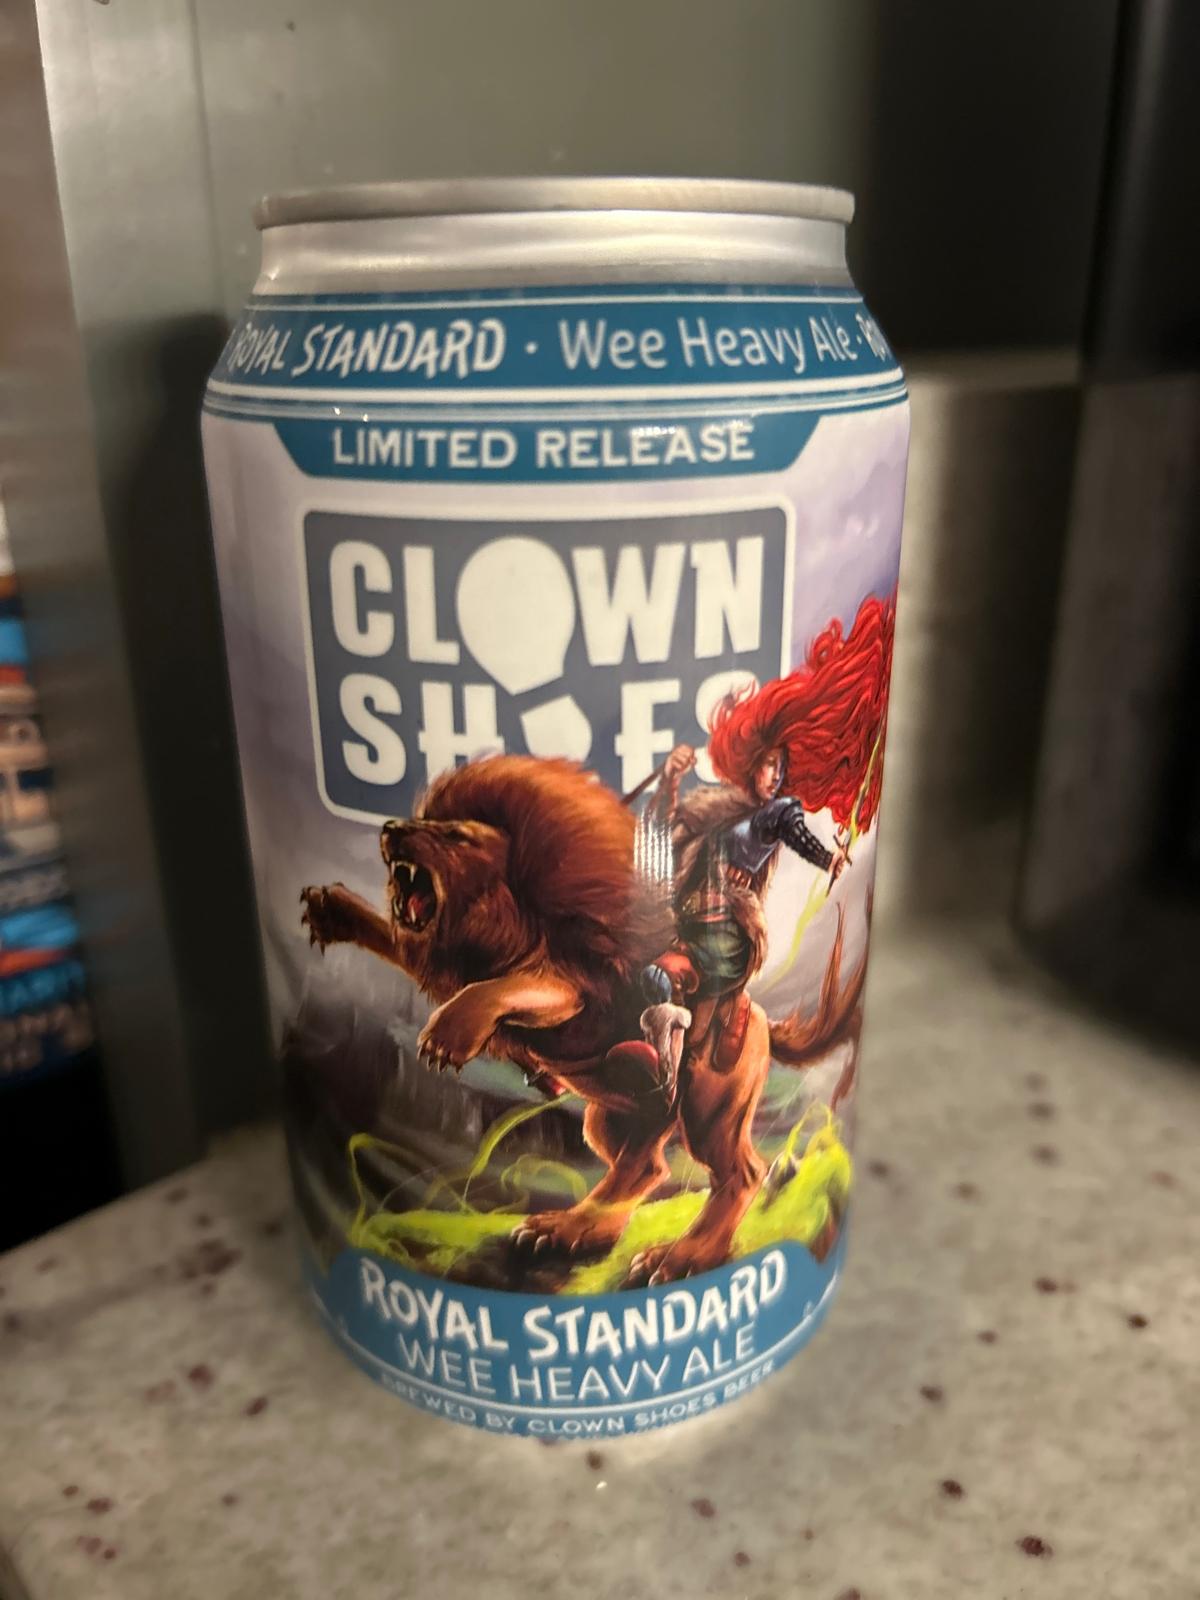 ROYAL STANDARD · Wee Heavy Ale ·
LIMITED RELEASE
CLOWN
SHOES
ROYAL STANDARD
WEE HEAVY ALE
BREWED BY CLOWN SHOES BEER